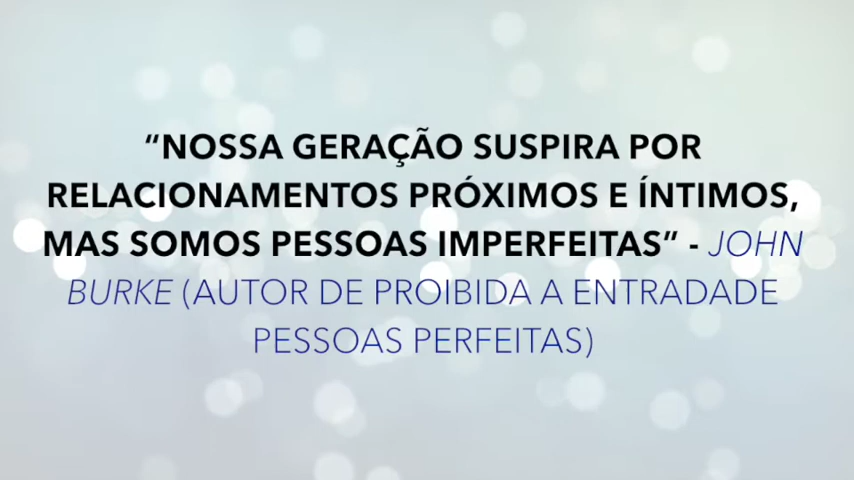 “NOSSA GERAÇÃO SUSPIRA POR
RELACIONAMENTOS PRÓXIMOS E ÍNTIMOS,
MAS SOMOS PESSOAS IMPERFEITAS” - JOHN
BURKE (AUTOR DE PROIBIDA A ENTRADADE
PESSOAS PERFEITAS)